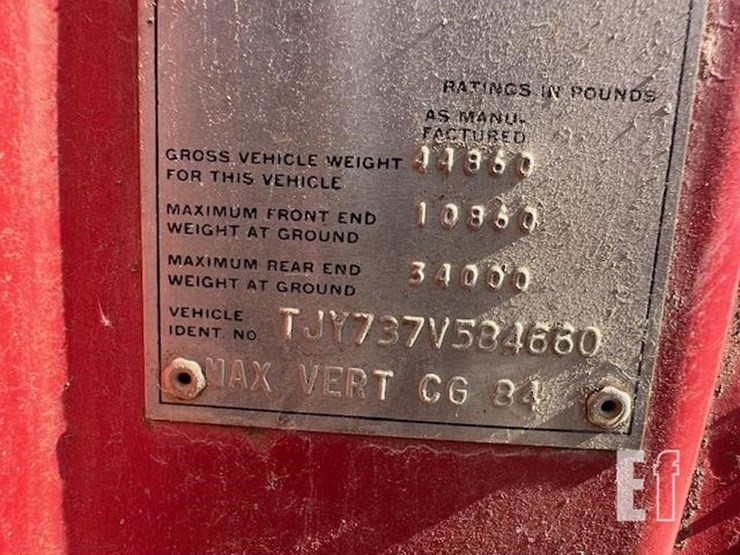 RATINGS IN POUNDS
AS MANU-
FACTURED
GROSS VEHICLE WEIGHT 44860
FOR THIS VEHICLE
MAXIMUM FRONT END 10860
WEIGHT AT GROUND
MAXIMUM REAR END 34000
WEIGHT AT GROUND
VEHICLE
IDENT. NO. TJY737V584660
MAX VERT CG 84
Ef